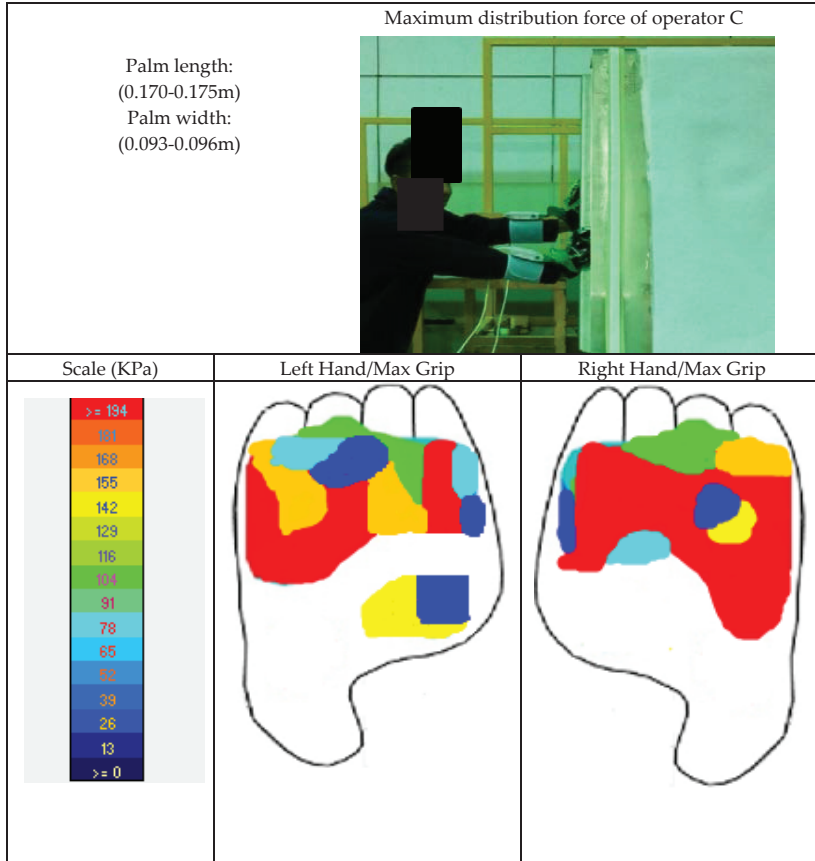 Maximum distribution force of operator C
Palm length:
(0.170-0.175m)
Palm width:
(0.093-0.096m)
Scale (KPa)
Left Hand/Max Grip
Right Hand/Max Grip
>= 194
181
168
155
142
129
116
104
91
78
65
52
39
26
13
>= 0